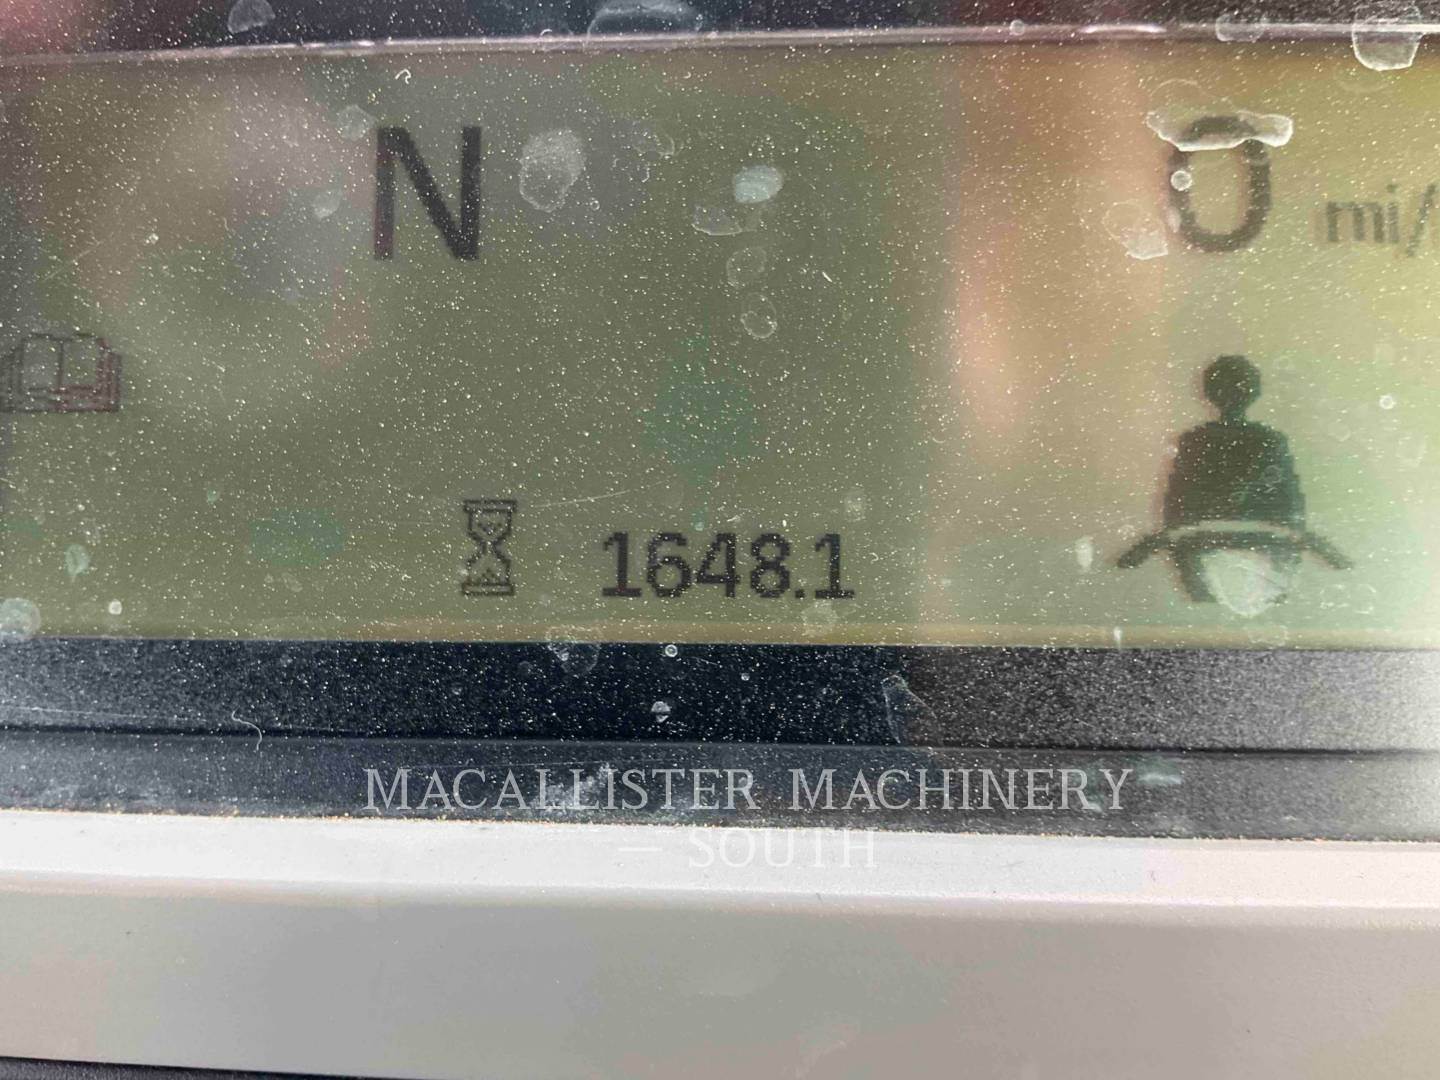 N 0 mi/
1648.1
MACALLISTER MACHINERY
— SOUTH